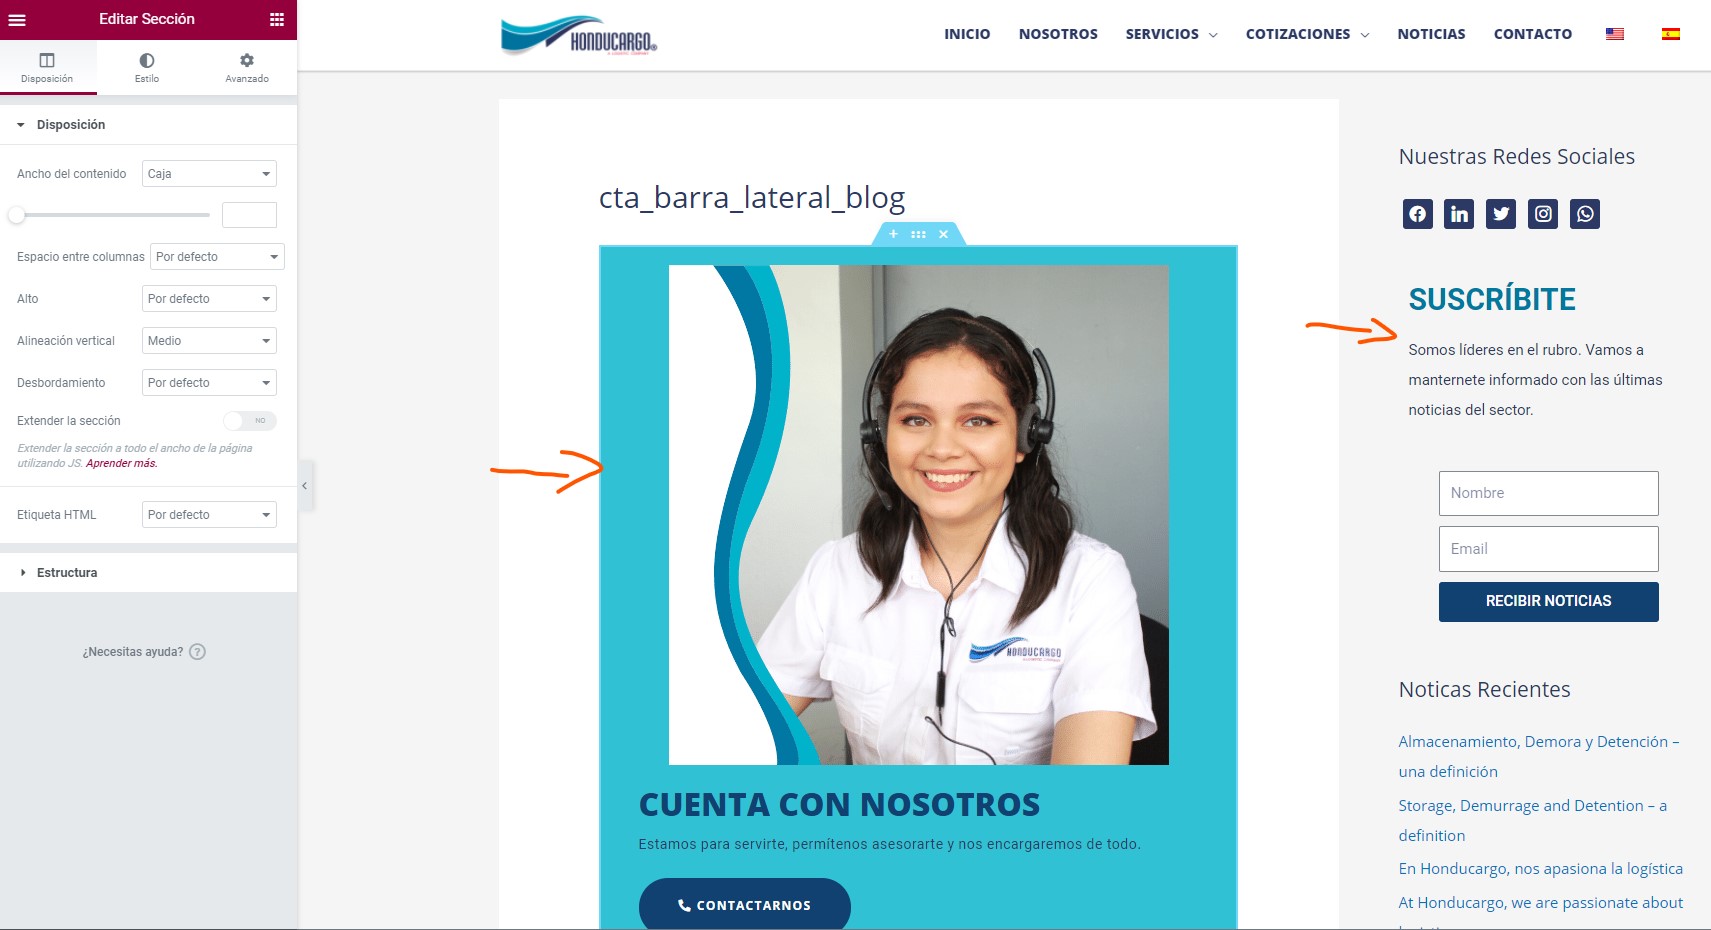 Editar Sección
Disposición
Estilo
Avanzado
Disposición
Ancho del contenido
Caja
Espacio entre columnas
Por defecto
Alto
Por defecto
Alineación vertical
Medio
Desbordamiento
Por defecto
Extender la sección
NO
Extender la sección a todo el ancho de la página
utilizando JS. Aprender más.
Etiqueta HTML
Por defecto
Estructura
¿Necesitas ayuda? ?
HONDUCARGO
INICIO
NOSOTROS
SERVICIOS
COTIZACIONES
NOTICIAS
CONTACTO
cta_barra_lateral_blog
HONDUCARGO
CUENTA CON NOSOTROS
Estamos para servirte, permítenos asesorarte y nos encargaremos de todo.
CONTACTARNOS
Nuestras Redes Sociales
SUSCRÍBITE
Somos líderes en el rubro. Vamos a
manternete informado con las últimas
noticias del sector.
Nombre
Email
RECIBIR NOTICIAS
Noticas Recientes
Almacenamiento, Demora y Detención –
una definición
Storage, Demurrage and Detention – a
definition
En Honducargo, nos apasiona la logística
At Honducargo, we are passionate about